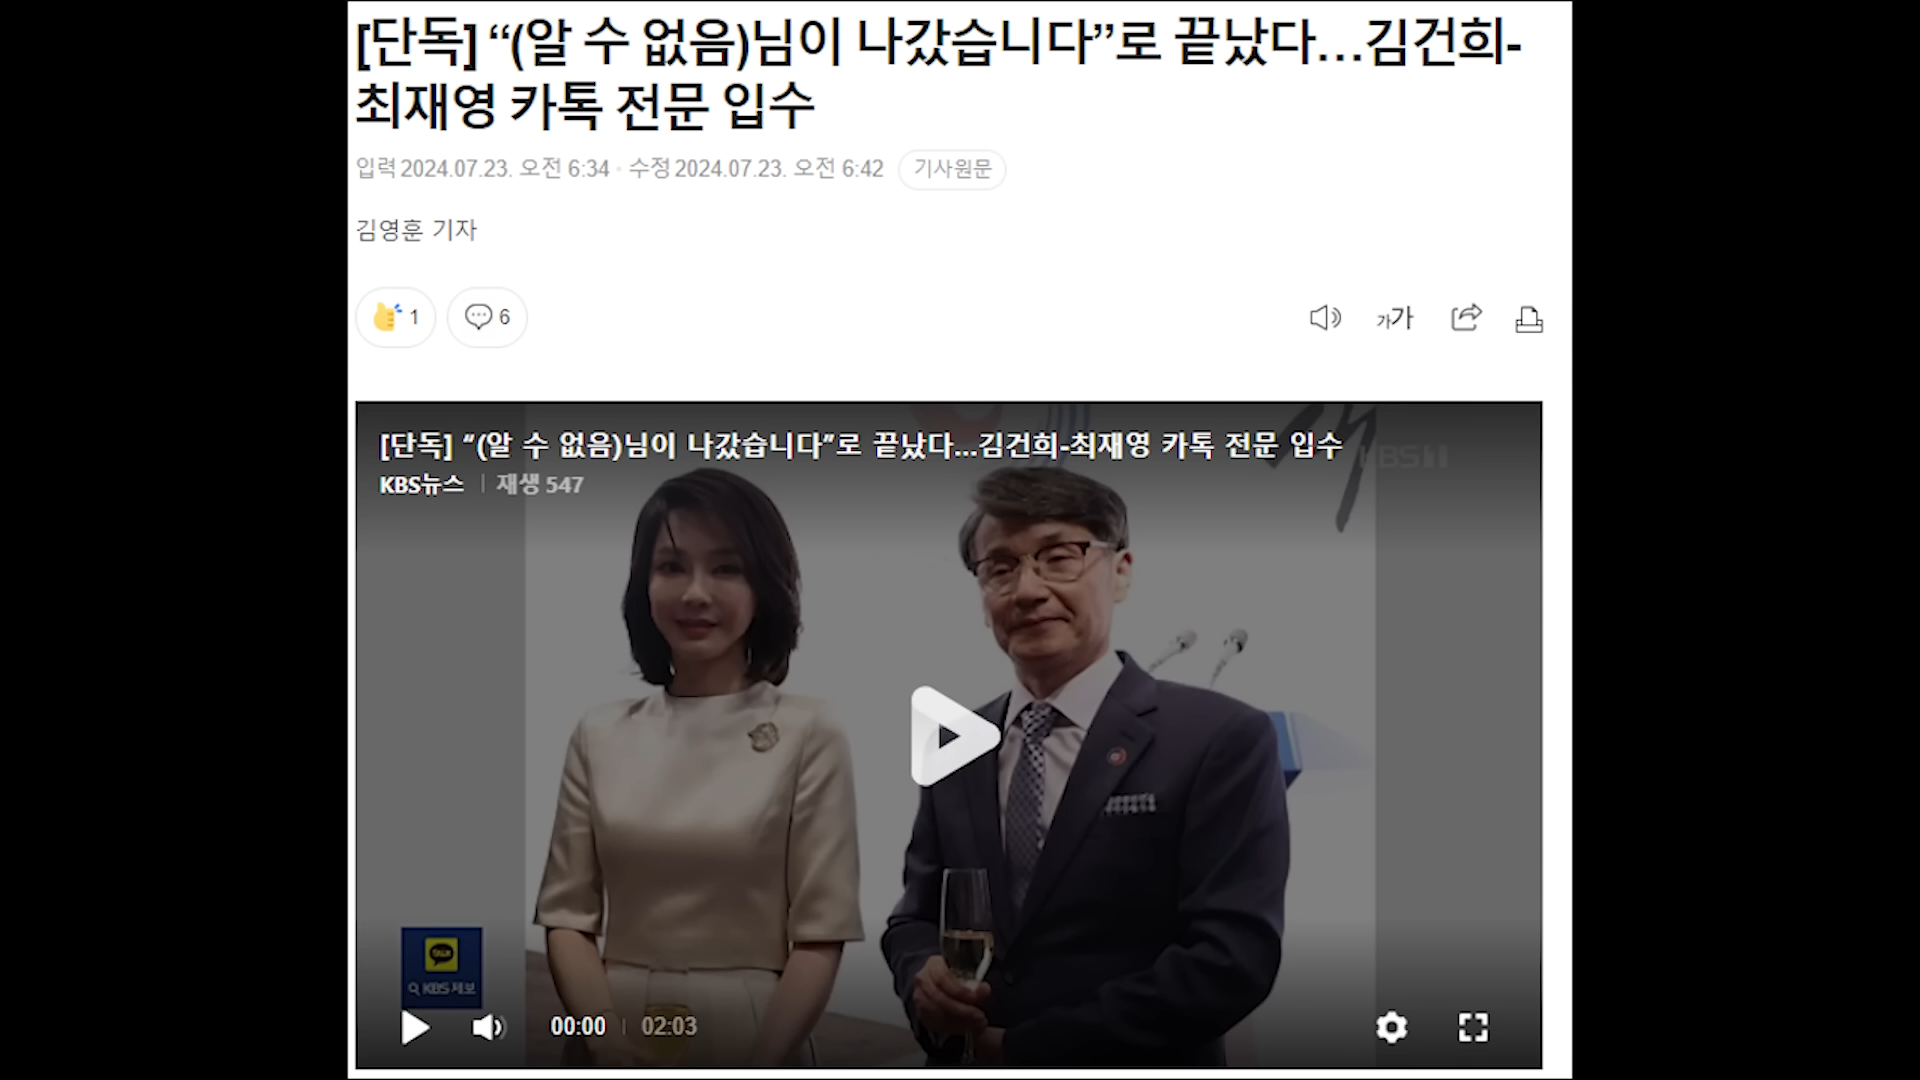 [단독] “(알 수 없음)님이 나갔습니다”로 끝났다…김건희-
최재영 카톡 전문 입수
입력 2024.07.23. 오전 6:34 · 수정 2024.07.23. 오전 6:42 기사원문
김영훈 기자
1 6
가가
[단독] “(알 수 없음)님이 나갔습니다”로 끝났다…김건희-최재영 카톡 전문 입수
KBS뉴스 | 재생 547
KBS 1
TALK
KBS 제보
00:00 | 02:03